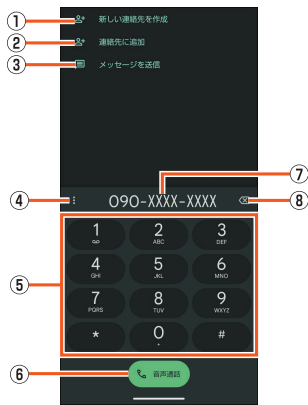 ① 新しい連絡先を作成
② 連絡先に追加
③ メッセージを送信
⑦
④ 090-XXXX-XXXX ⑧
⑤
1 2 3
ABC DEF
4 5 6
GHI JKL MNO
7 8 9
PQRS TUV WXYZ
* 0 #
+
⑥ 音声通話